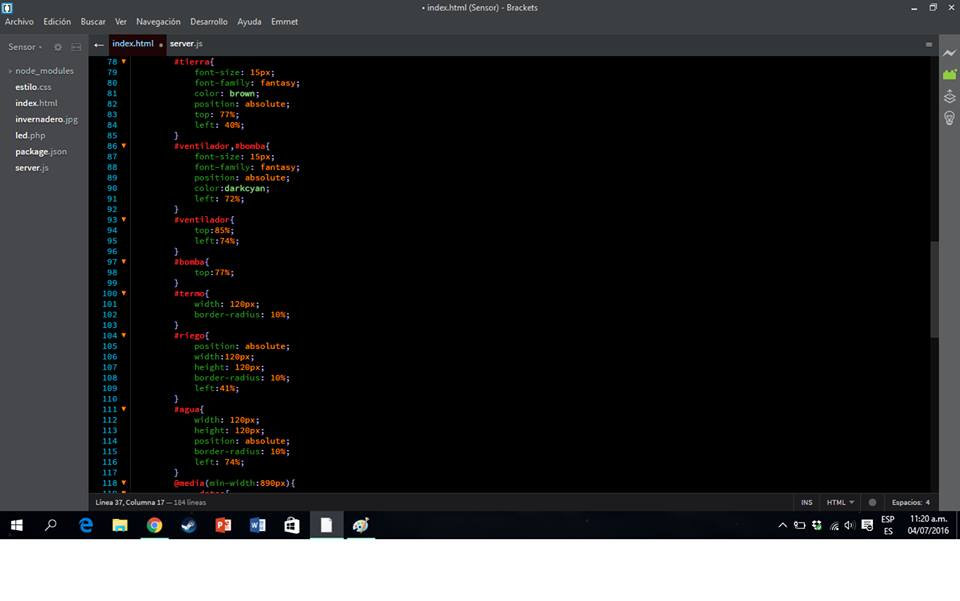 • index.html (Sensor) - Brackets
Archivo Edición Buscar Ver Navegación Desarrollo Ayuda Emmet
Sensor
index.html • server.js
node_modules
estilo.css
index.html
invernadero.jpg
led.php
package.json
server.js
78 #tierra{
79 font-size: 15px;
80 font-family: fantasy;
81 color: brown;
82 position: absolute;
83 top: 77%;
84 left: 40%;
85 }
86 #ventilador,#bomba{
87 font-size: 15px;
88 font-family: fantasy;
89 position: absolute;
90 color:darkcyan;
91 left: 72%;
92 }
93 #ventilador{
94 top:85%;
95 left:74%;
96 }
97 #bomba{
98 top:77%;
99 }
100 #termo{
101 width: 120px;
102 border-radius: 10%;
103 }
104 #riego{
105 position: absolute;
106 width:120px;
107 height: 120px;
108 border-radius: 10%;
109 left:41%;
110 }
111 #agua{
112 width: 120px;
113 height: 120px;
114 position: absolute;
115 border-radius: 10%;
116 left: 74%;
117 }
118 @media(min-width:890px){
Línea 37, Columna 17 — 184 líneas
INS HTML Espacios: 4
ESP
ES
11:20 a.m.
04/07/2016